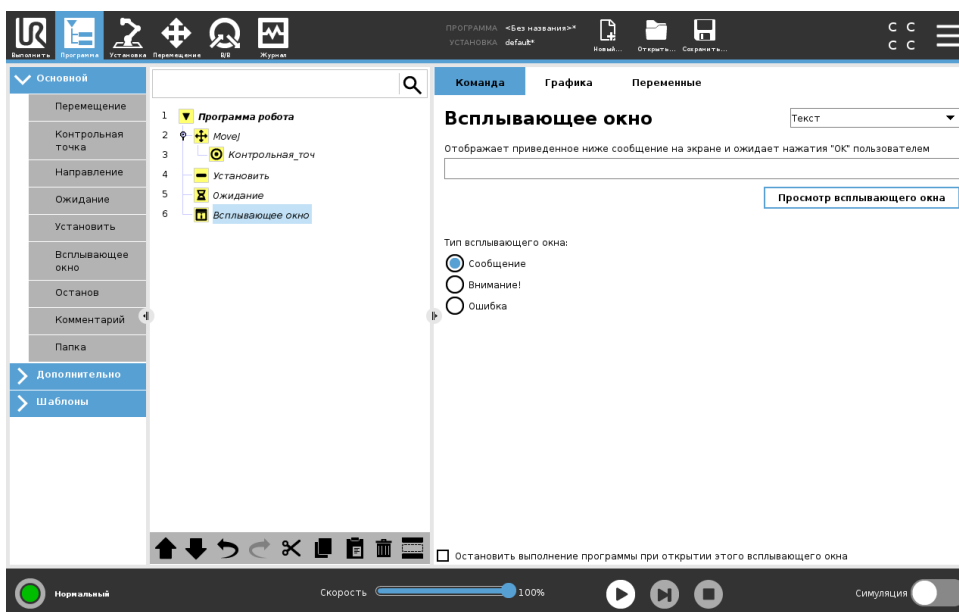 UR
Выполнить
Программа
Установка
Перемещение
В/В
Журнал
ПРОГРАММА <Без названия>*
УСТАНОВКА default*
Новый...
Открыть...
Сохранить...
C C
C C
Основной
Перемещение
Контрольная
точка
Направление
Ожидание
Установить
Всплывающее
окно
Останов
Комментарий
Папка
Дополнительно
Шаблоны
1 Программа робота
2 MoveJ
3 Контрольная_точ
4 Установить
5 Ожидание
6 Всплывающее окно
Команда
Графика
Переменные
Всплывающее окно
Текст
Отображает приведенное ниже сообщение на экране и ожидает нажатия "ОК" пользователем
Просмотр всплывающего окна
Тип всплывающего окна:
Сообщение
Внимание!
Ошибка
Остановить выполнение программы при открытии этого всплывающего окна
Нормальный
Скорость
100%
Симуляция